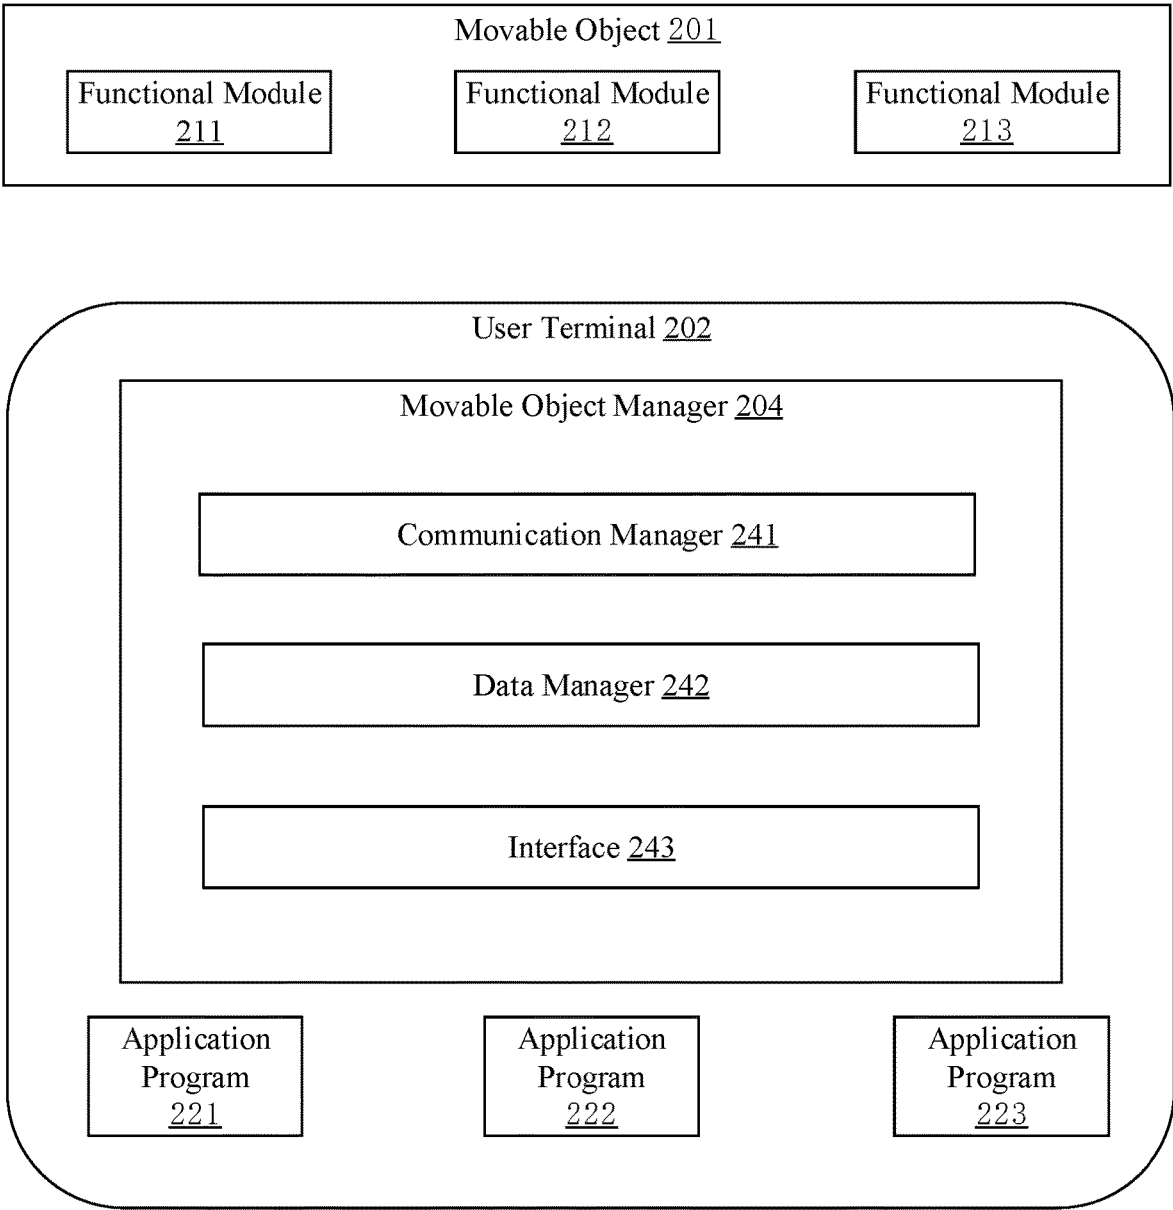 Movable Object 201
Functional Module
211
Functional Module
212
Functional Module
213
User Terminal 202
Movable Object Manager 204
Communication Manager 241
Data Manager 242
Interface 243
Application
Program
221
Application
Program
222
Application
Program
223